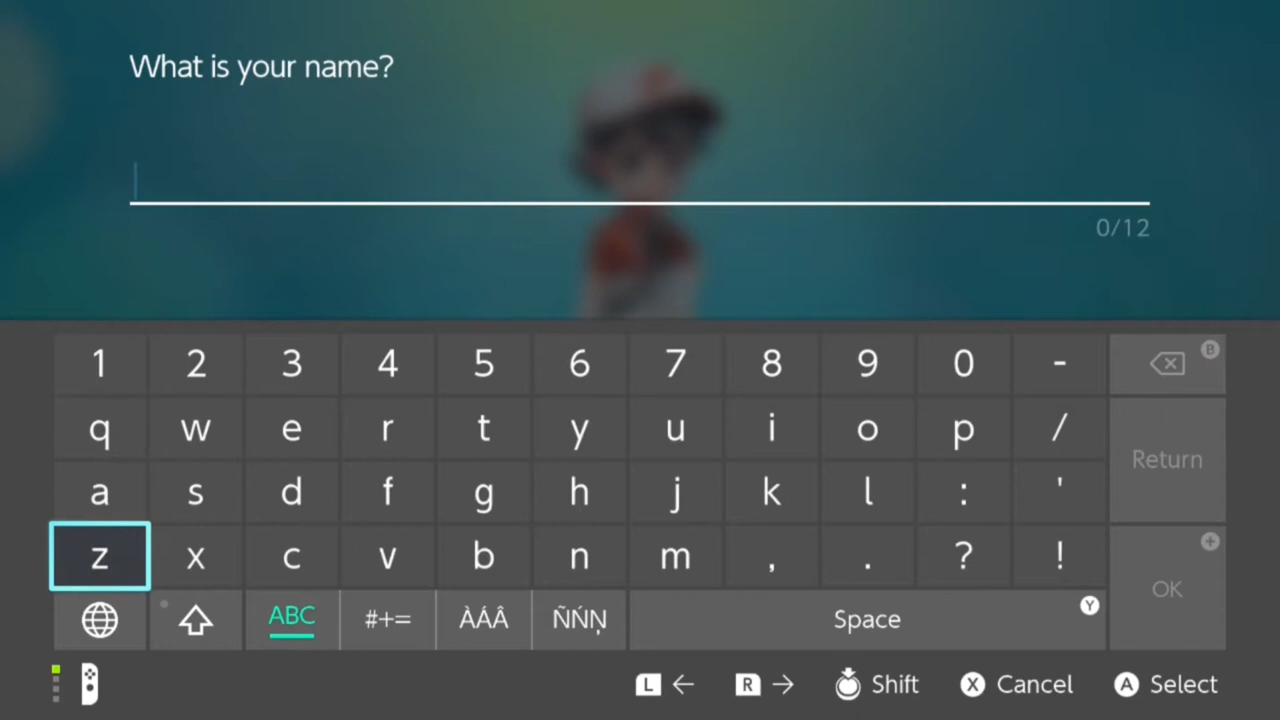 What is your name?
0/12
1 2 3 4 5 6 7 8 9 0 - B
q w e r t y u i o p /
a s d f g h j k l : ' Return
z x c v b n m , . ? ! +
ABC #+= ÀÁÂ ÑŃŅ Space Y OK
L ← R → Shift X Cancel A Select